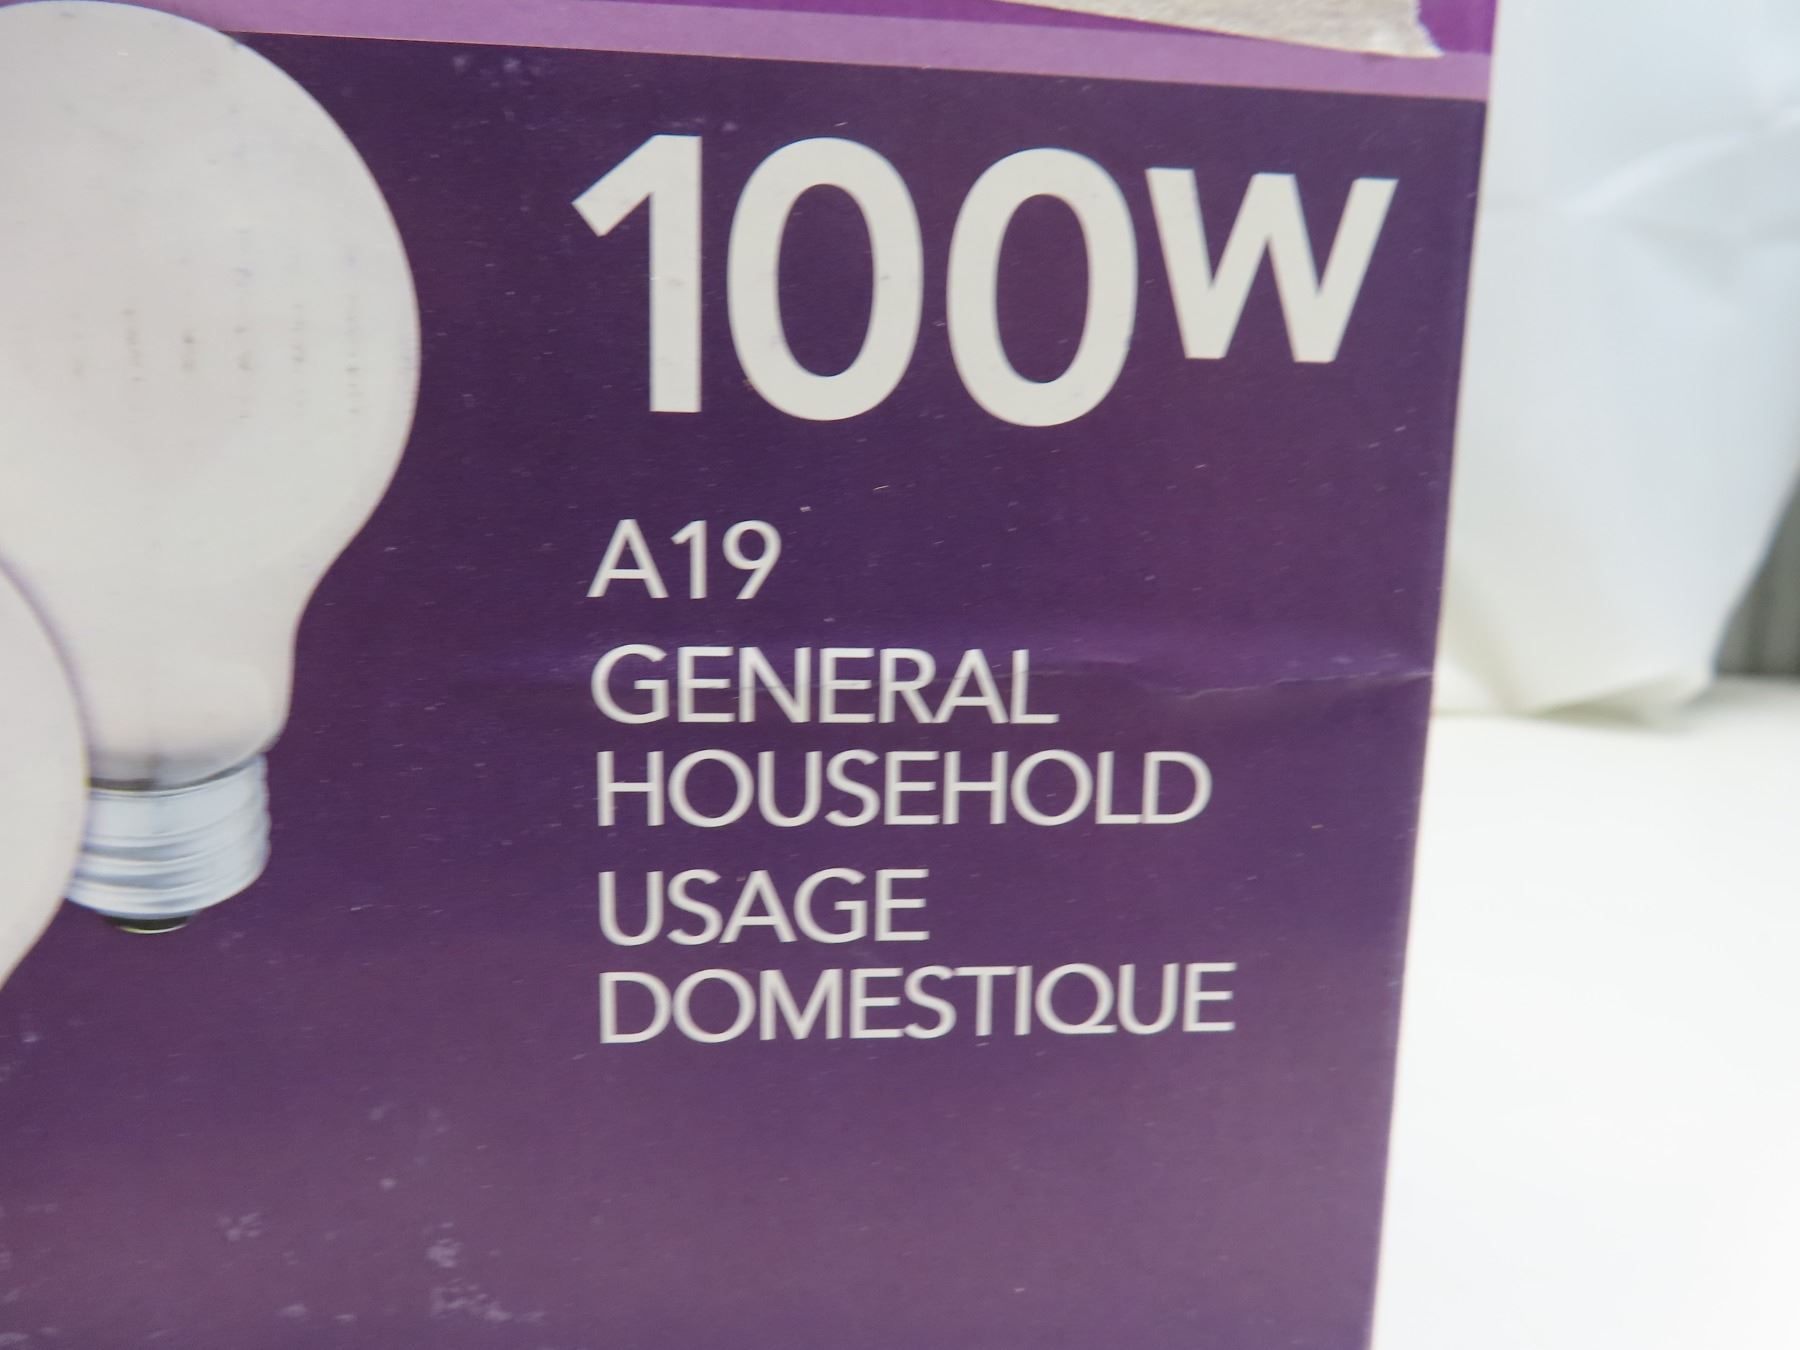 100W
A19
GENERAL
HOUSEHOLD
USAGE
DOMESTIQUE